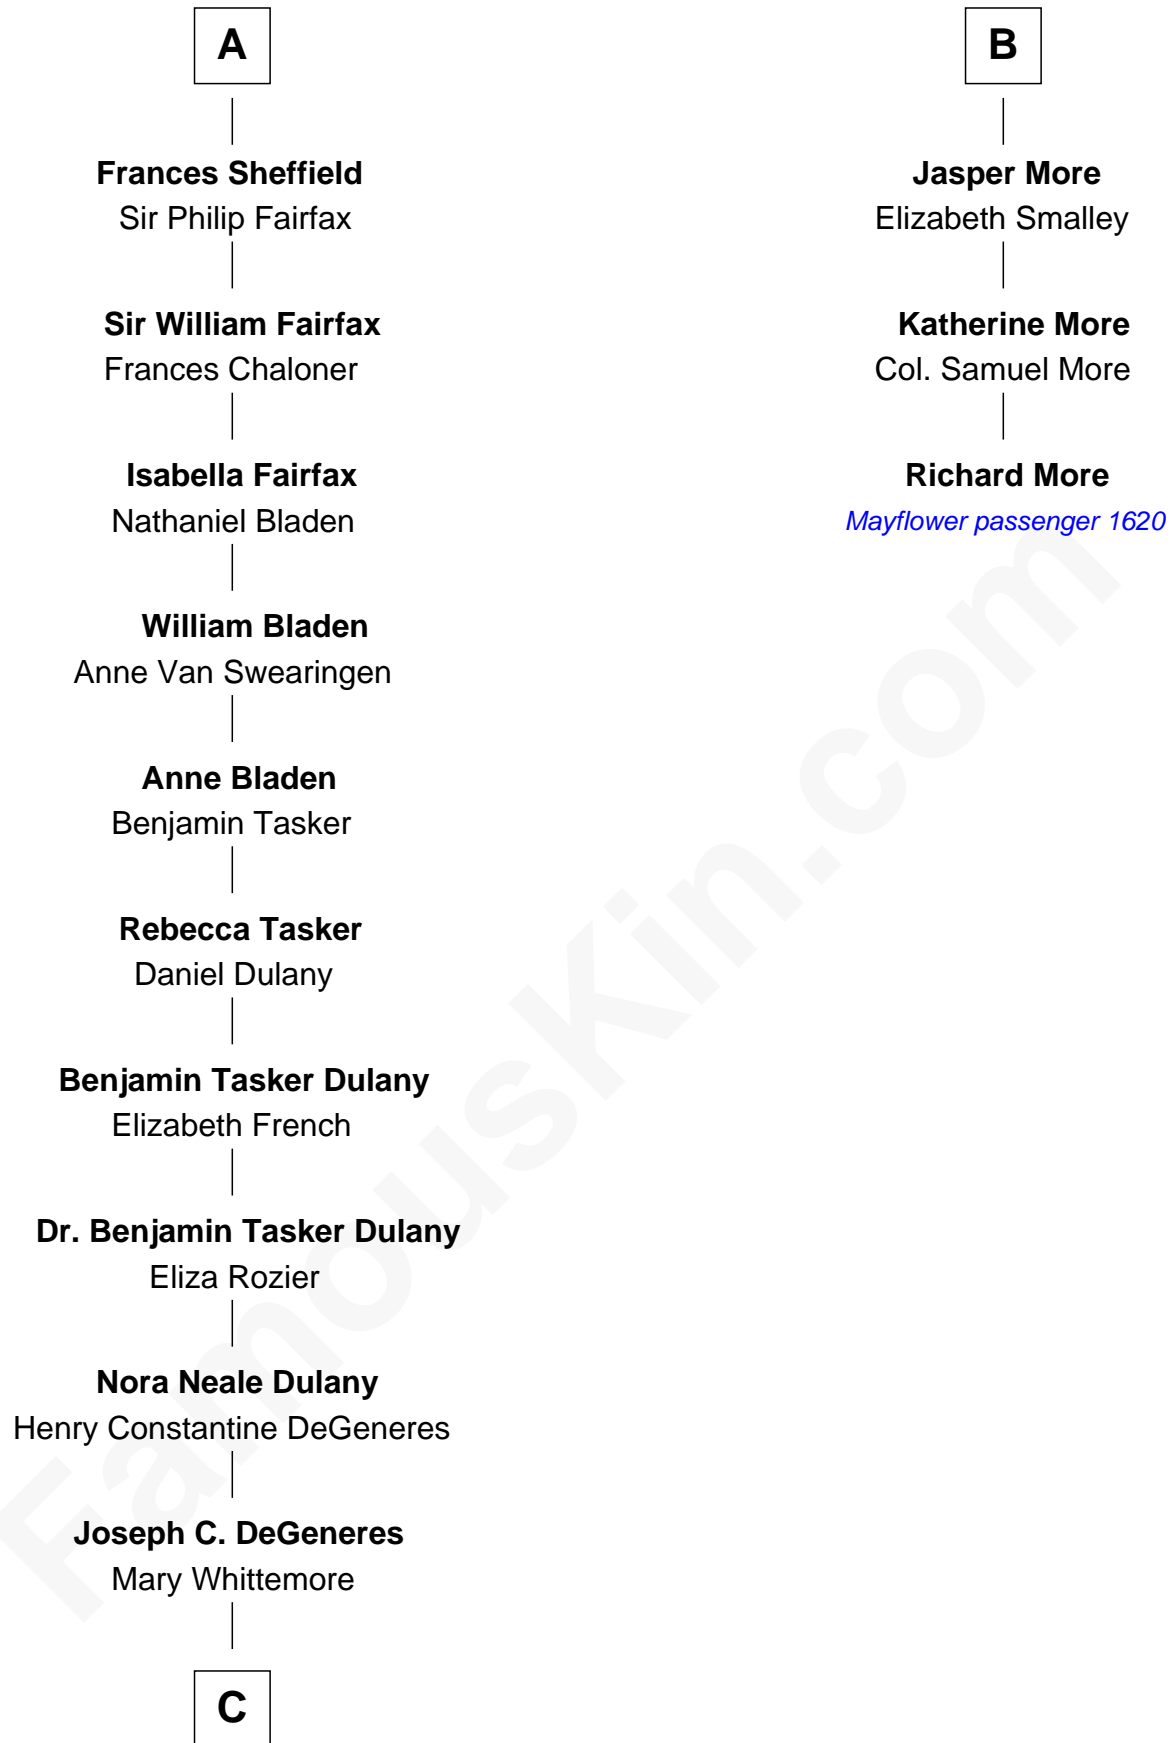 A
Frances Sheffield
Sir Philip Fairfax
Sir William Fairfax
Frances Chaloner
Isabella Fairfax
Nathaniel Bladen
William Bladen
Anne Van Swearingen
Anne Bladen
Benjamin Tasker
Rebecca Tasker
Daniel Dulany
Benjamin Tasker Dulany
Elizabeth French
Dr. Benjamin Tasker Dulany
Eliza Rozier
Nora Neale Dulany
Henry Constantine DeGeneres
Joseph C. DeGeneres
Mary Whittemore
C
B
Jasper More
Elizabeth Smalley
Katherine More
Col. Samuel More
Richard More
Mayflower passenger 1620
FamousKin.com